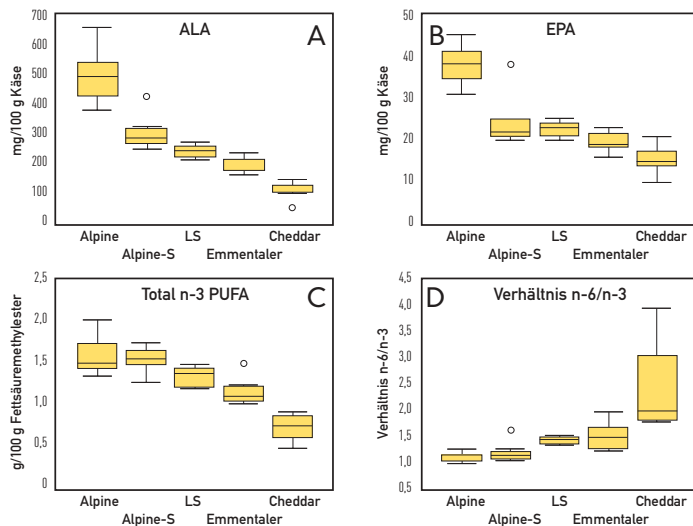 ALA
A
mg/100 g Käse
700
500
400
300
200
100
0
Alpine
LS
Cheddar
Alpine-S
Emmentaler
EPA
B
mg/100 g Käse
50
40
30
20
10
0
Alpine
LS
Cheddar
Alpine-S
Emmentaler
Total n-3 PUFA
C
g/100 g Fettsäuremethylester
2,5
2,0
1,5
1,0
0,5
0
Alpine
LS
Cheddar
Alpine-S
Emmentaler
Verhältnis n-6/n-3
D
Verhältnis n-6/n-3
4,5
4,5
3,5
3,0
2,5
2,0
1,5
1,0
0,5
Alpine
LS
Cheddar
Alpine-S
Emmentaler